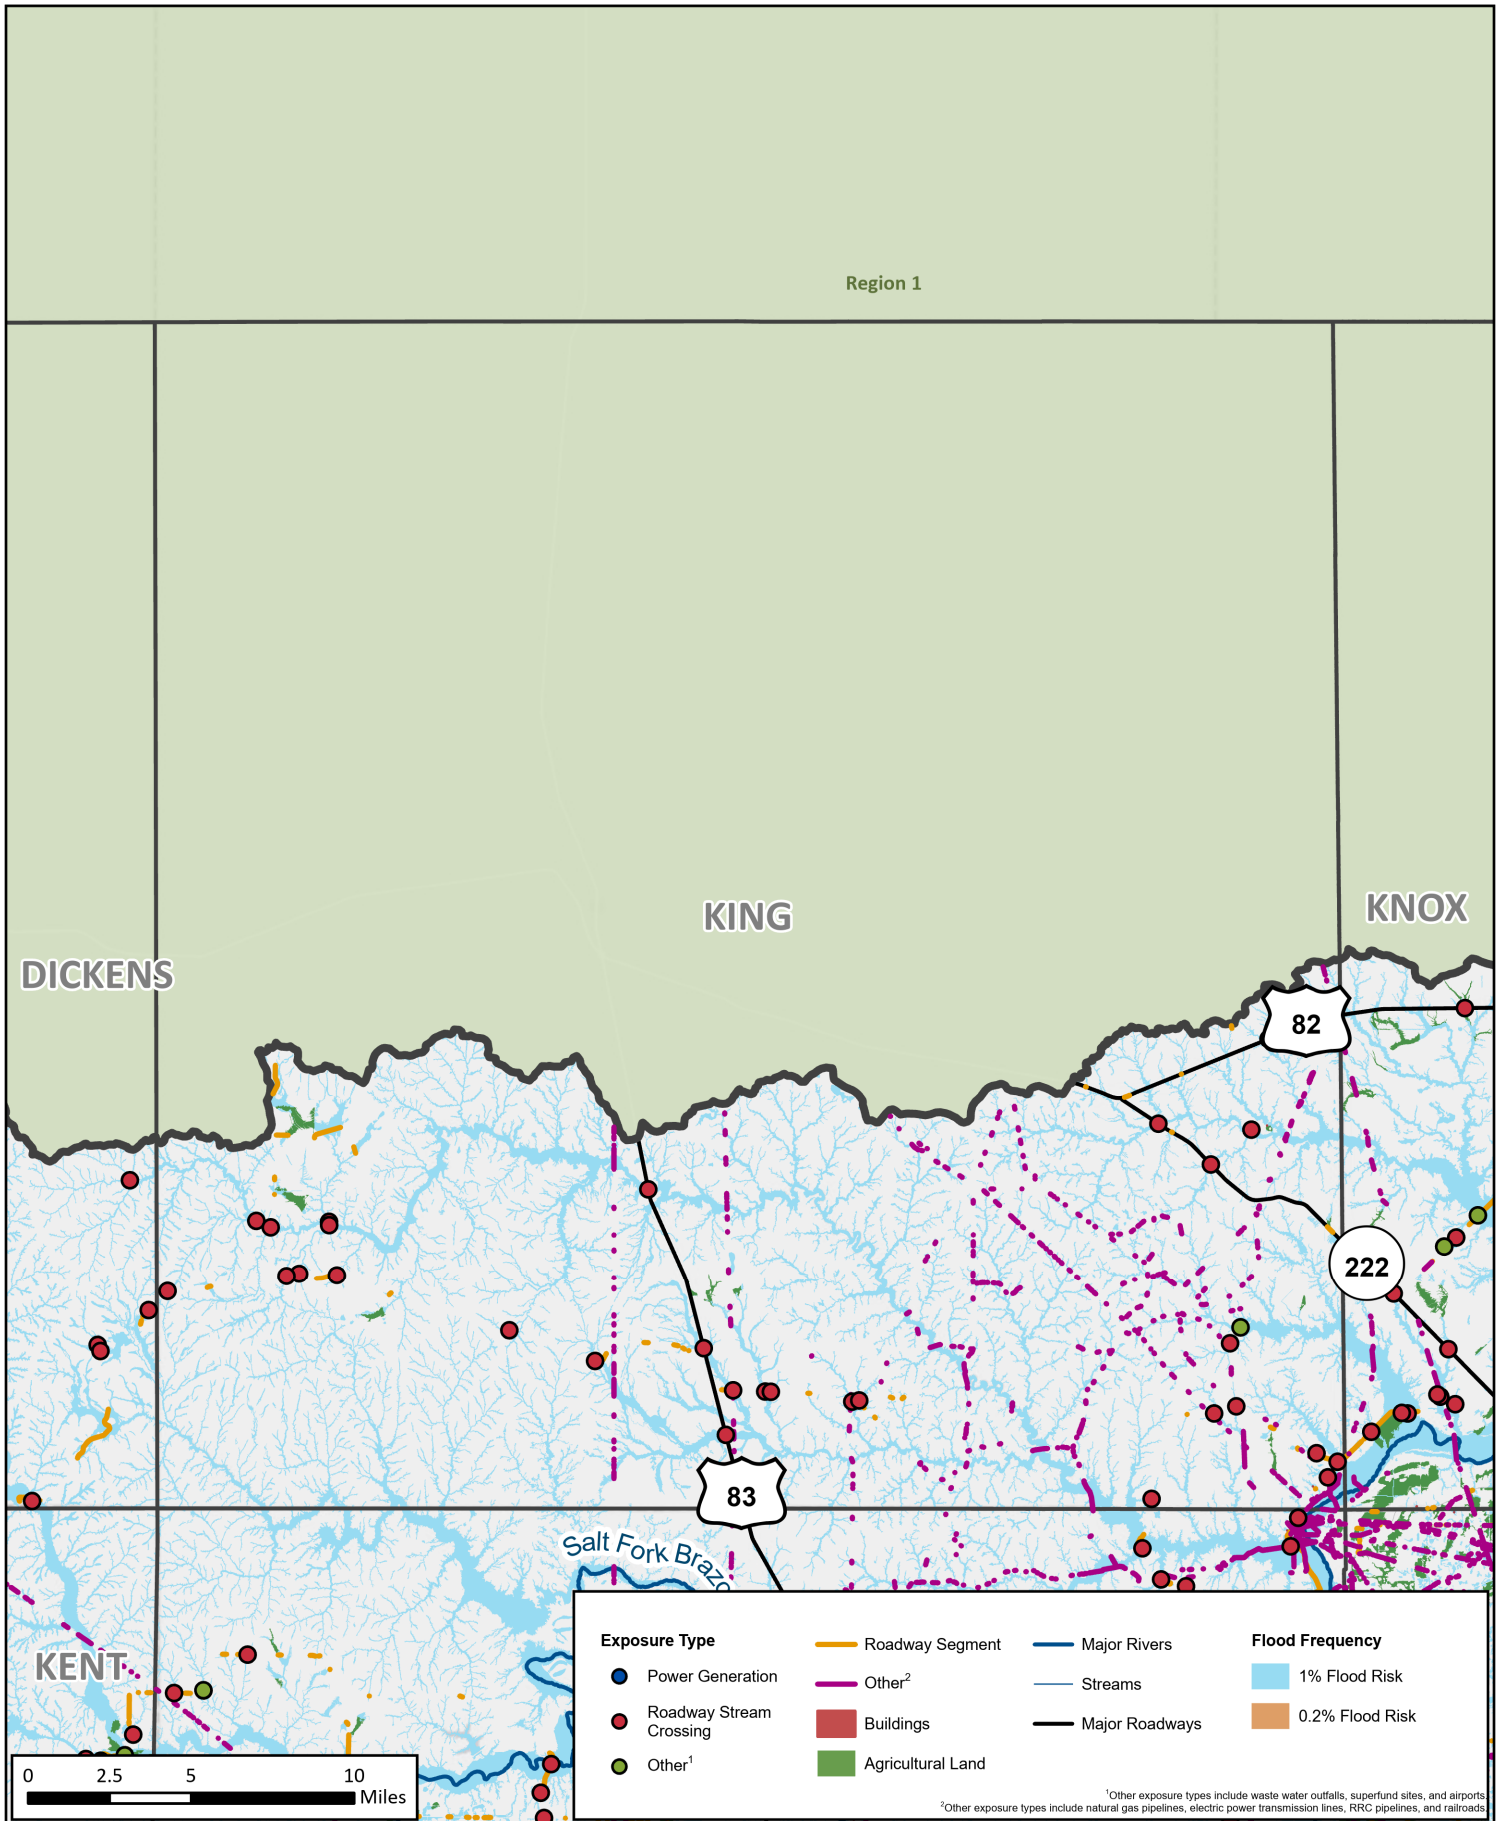 Region 1
KING
KNOX
DICKENS
82
222
83
Salt Fork Brazo
KENT
0 2.5 5 10
Miles
Exposure Type
Power Generation
Roadway Stream
Crossing
Other1
Roadway Segment
Other2
Buildings
Agricultural Land
Major Rivers
Streams
Major Roadways
Flood Frequency
1% Flood Risk
0.2% Flood Risk
1Other exposure types include waste water outfalls, superfund sites, and airports.
2Other exposure types include natural gas pipelines, electric power transmission lines, RRC pipelines, and railroads.